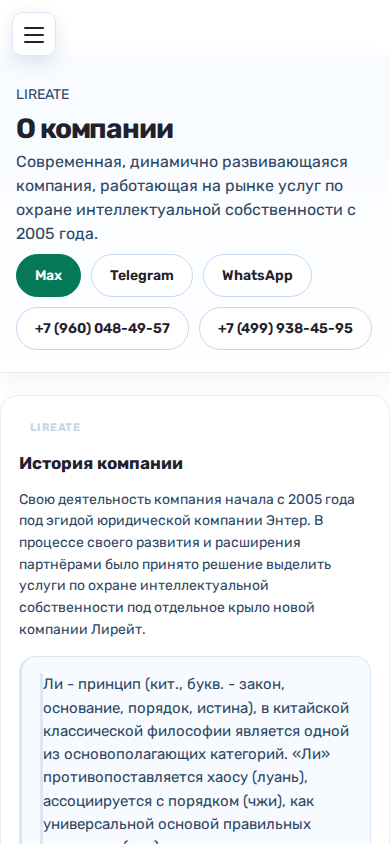 LIREATE
О компании
Современная, динамично развивающаяся
компания, работающая на рынке услуг по
охране интеллектуальной собственности с
2005 года.
Max
Telegram
WhatsApp
+7 (960) 048-49-57
+7 (499) 938-45-95
LIREATE
История компании
Свою деятельность компания начала с 2005 года
под эгидой юридической компании Энтер. В
процессе своего развития и расширения
партнёрами было принято решение выделить
услуги по охране интеллектуальной
собственности под отдельное крыло новой
компании Лирейт.
Ли - принцип (кит., букв. - закон,
основание, порядок, истина), в китайской
классической философии является одной
из основополагающих категорий. «Ли»
противопоставляется хаосу (луань),
ассоциируется с порядком (чжи), как
универсальной основой правильных